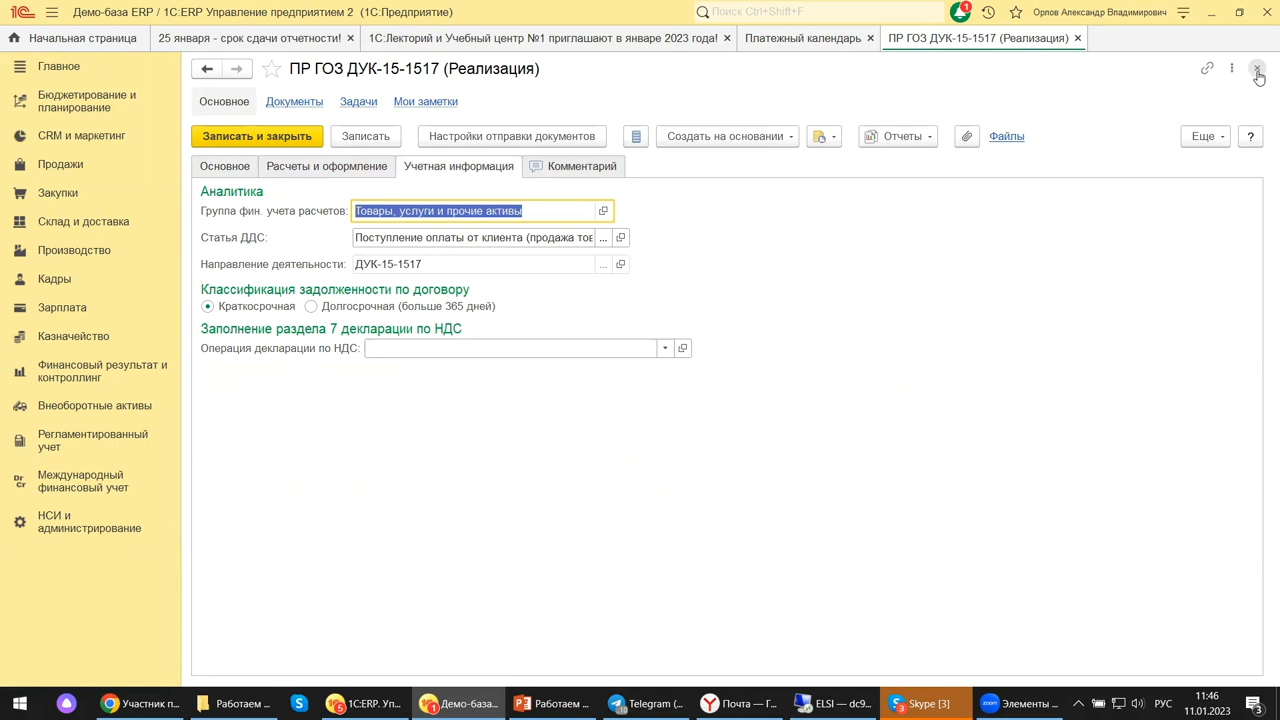 Демо-база ERP / 1С:ERP Управление предприятием 2 (1С:Предприятие)
Поиск Ctrl+Shift+F
1
Орлов Александр Владимирович
Начальная страница
25 января - срок сдачи отчетности!
1С:Лекторий и Учебный центр №1 приглашают в январе 2023 года!
Платежный календарь
ПР ГОЗ ДУК-15-1517 (Реализация)
Главное
Бюджетирование и
планирование
CRM и маркетинг
Продажи
Закупки
Склад и доставка
Производство
Кадры
Зарплата
Казначейство
Финансовый результат и
контроллинг
Внеоборотные активы
Регламентированный
учет
Dr
Cr
Международный
финансовый учет
НСИ и
администрирование
ПР ГОЗ ДУК-15-1517 (Реализация)
Основное Документы Задачи Мои заметки
Записать и закрыть Записать Настройки отправки документов Создать на основании Отчеты Файлы Еще ?
Основное Расчеты и оформление Учетная информация Комментарий
Аналитика
Группа фин. учета расчетов: Товары, услуги и прочие активы
Статья ДДС: Поступление оплаты от клиента (продажа тов ...
Направление деятельности: ДУК-15-1517 ...
Классификация задолженности по договору
Краткосрочная Долгосрочная (больше 365 дней)
Заполнение раздела 7 декларации по НДС
Операция декларации по НДС:
Участник п...
Работаем ...
5
1С:ERP. Уп...
1
Демо-база...
Работаем ...
10
Telegram (...
Почта — Г...
ELSI — dc9...
3
Skype [3]
Элементы ...
РУС
11:46
11.01.2023
3